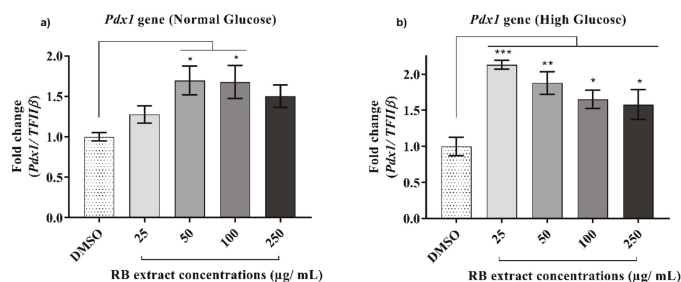 a)
Pdx1 gene (Normal Glucose)
Fold change
(Pdx1/ TFIIβ)
2.0
1.5
1.0
0.5
0.0
*
*
DMSO
25
50
100
250
RB extract concentrations (µg/ mL)
b)
Pdx1 gene (High Glucose)
Fold change
(Pdx1/ TFIIβ)
2.0
1.5
1.0
0.5
0.0
***
**
*
*
DMSO
25
50
100
250
RB extract concentrations (µg/ mL)